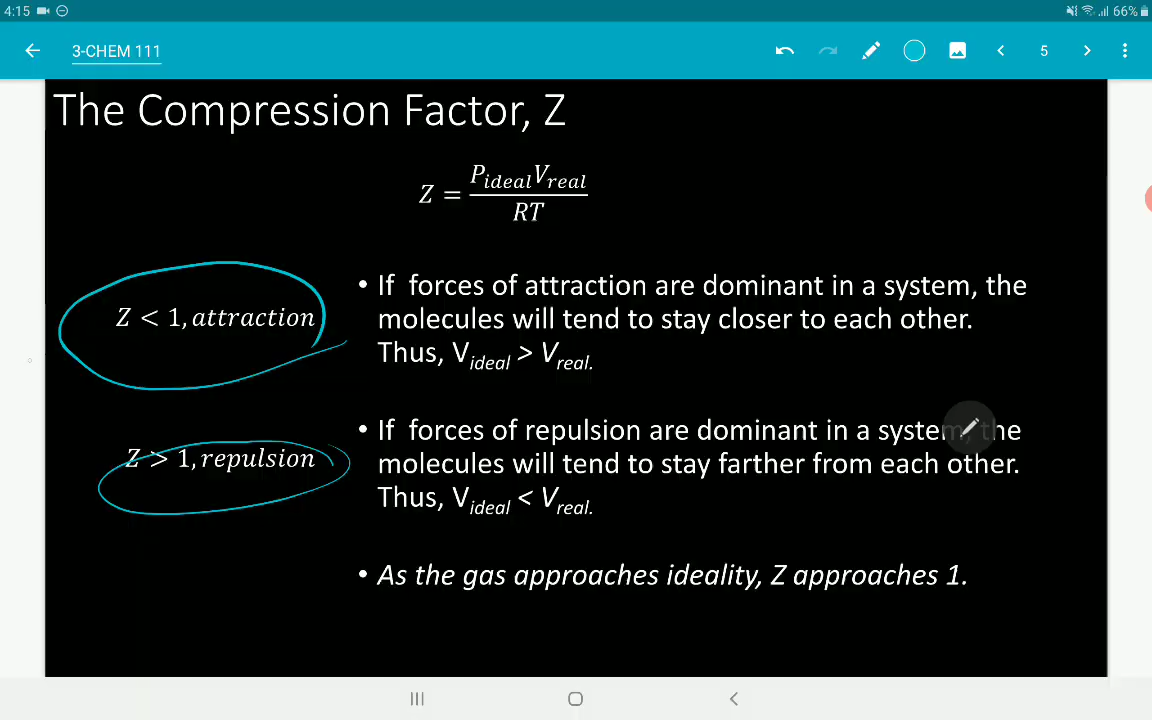 4:15
66%
3-CHEM 111
5
The Compression Factor, Z
Z = P_ideal V_real / RT
Z < 1, attraction
• If forces of attraction are dominant in a system, the
molecules will tend to stay closer to each other.
Thus, V_ideal > V_real.
Z > 1, repulsion
• If forces of repulsion are dominant in a system, the
molecules will tend to stay farther from each other.
Thus, V_ideal < V_real.
• As the gas approaches ideality, Z approaches 1.